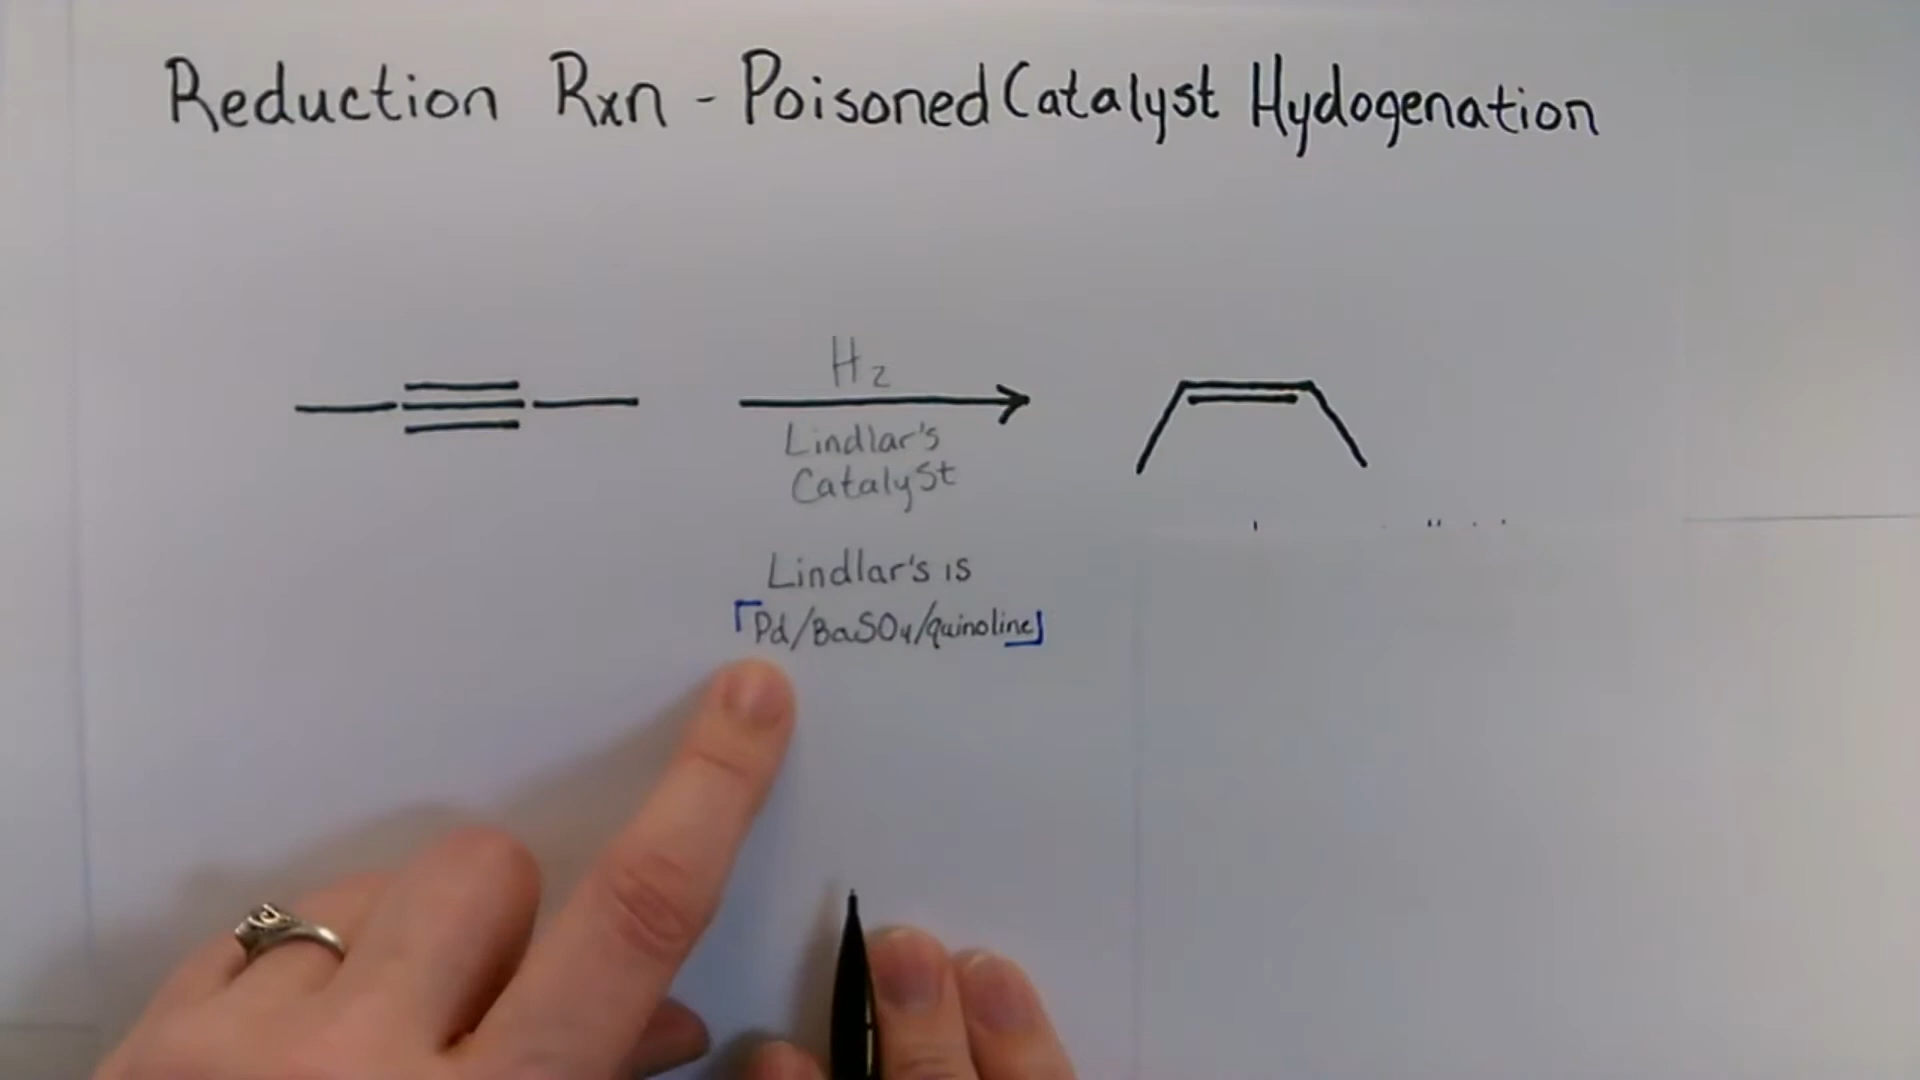 Reduction Rxn - Poisoned Catalyst Hydogenation
H2
Lindlar's
Catalyst
Lindlar's is
Pd/BaSO4/quinoline